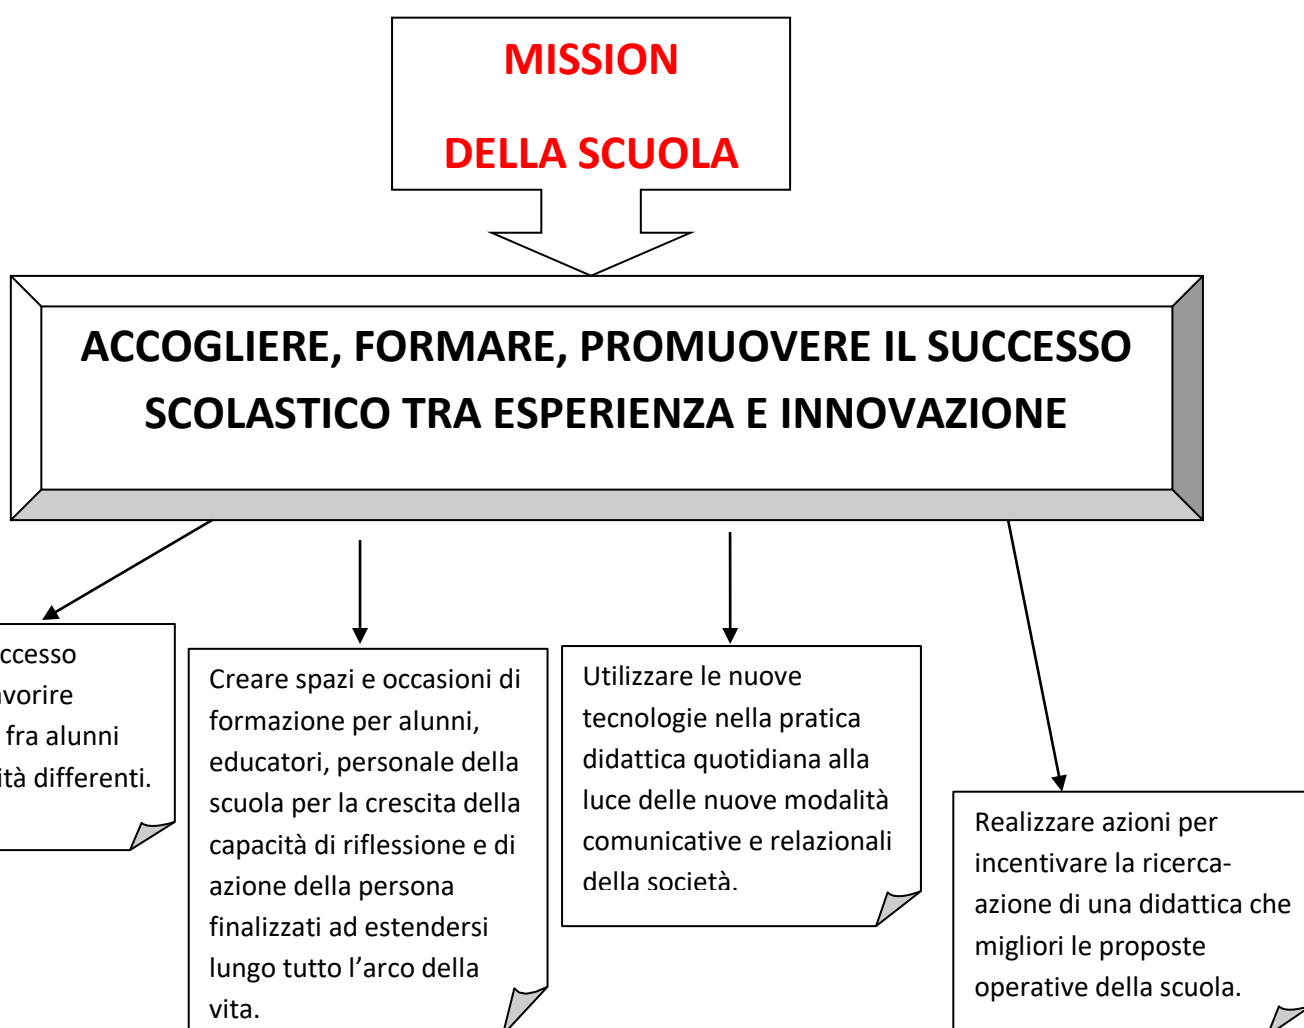 MISSION
DELLA SCUOLA
ACCOGLIERE, FORMARE, PROMUOVERE IL SUCCESSO
SCOLASTICO TRA ESPERIENZA E INNOVAZIONE
fra alunni
differenti.
Creare spazi e occasioni di
formazione per alunni,
educatori, personale della
scuola per la crescita della
capacità di riflessione e di
azione della persona
finalizzati ad estendersi
lungo tutto l’arco della
vita.
Utilizzare le nuove
tecnologie nella pratica
didattica quotidiana alla
luce delle nuove modalità
comunicative e relazionali
della società.
Realizzare azioni per
incentivare la ricerca-
azione di una didattica che
migliori le proposte
operative della scuola.